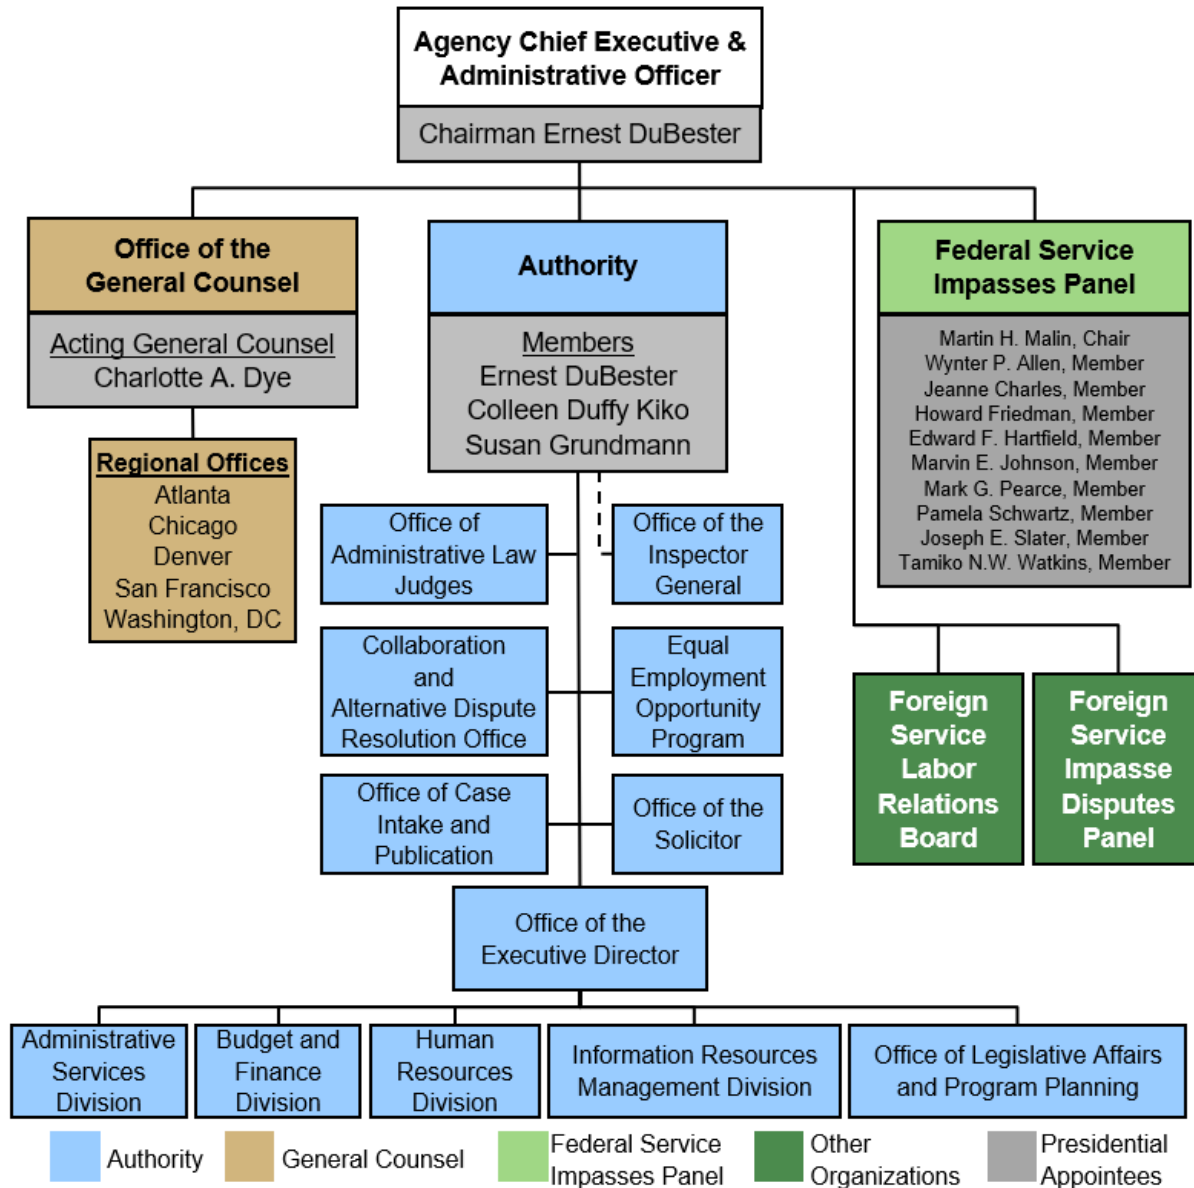 Agency Chief Executive &
Administrative Officer
Chairman Ernest DuBester
Office of the
General Counsel
Acting General Counsel
Charlotte A. Dye
Regional Offices
Atlanta
Chicago
Denver
San Francisco
Washington, DC
Authority
Members
Ernest DuBester
Colleen Duffy Kiko
Susan Grundmann
Federal Service
Impasses Panel
Martin H. Malin, Chair
Wynter P. Allen, Member
Jeanne Charles, Member
Howard Friedman, Member
Edward F. Hartfield, Member
Marvin E. Johnson, Member
Mark G. Pearce, Member
Pamela Schwartz, Member
Joseph E. Slater, Member
Tamiko N.W. Watkins, Member
Office of
Administrative Law
Judges
Office of the
Inspector
General
Collaboration
and
Alternative Dispute
Resolution Office
Equal
Employment
Opportunity
Program
Office of Case
Intake and
Publication
Office of the
Solicitor
Foreign
Service
Labor
Relations
Board
Foreign
Service
Impasse
Disputes
Panel
Office of the
Executive Director
Administrative
Services
Division
Budget and
Finance
Division
Human
Resources
Division
Information Resources
Management Division
Office of Legislative Affairs
and Program Planning
Authority
General Counsel
Federal Service
Impasses Panel
Other
Organizations
Presidential
Appointees